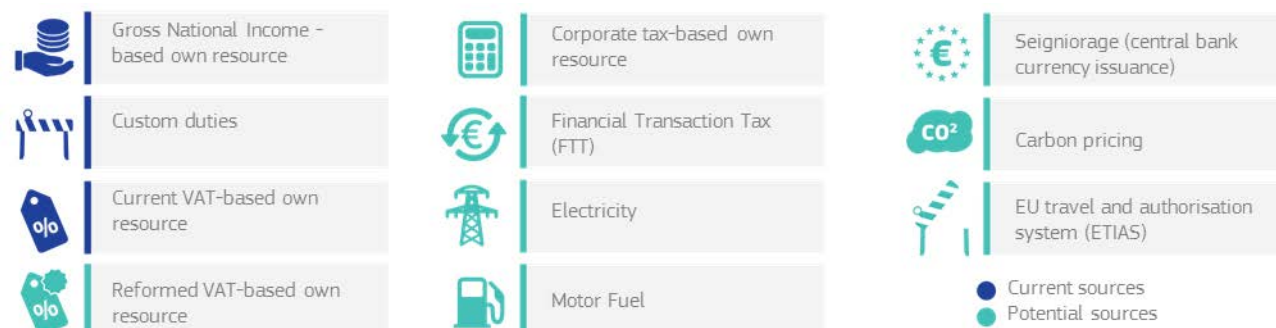 Gross National Income -
based own resource
Custom duties
%
Current VAT-based own
resource
%
Reformed VAT-based own
resource
Corporate tax-based own
resource
€
Financial Transaction Tax
(FTT)
Electricity
Motor Fuel
€
Seigniorage (central bank
currency issuance)
CO²
Carbon pricing
EU travel and authorisation
system (ETIAS)
Current sources
Potential sources